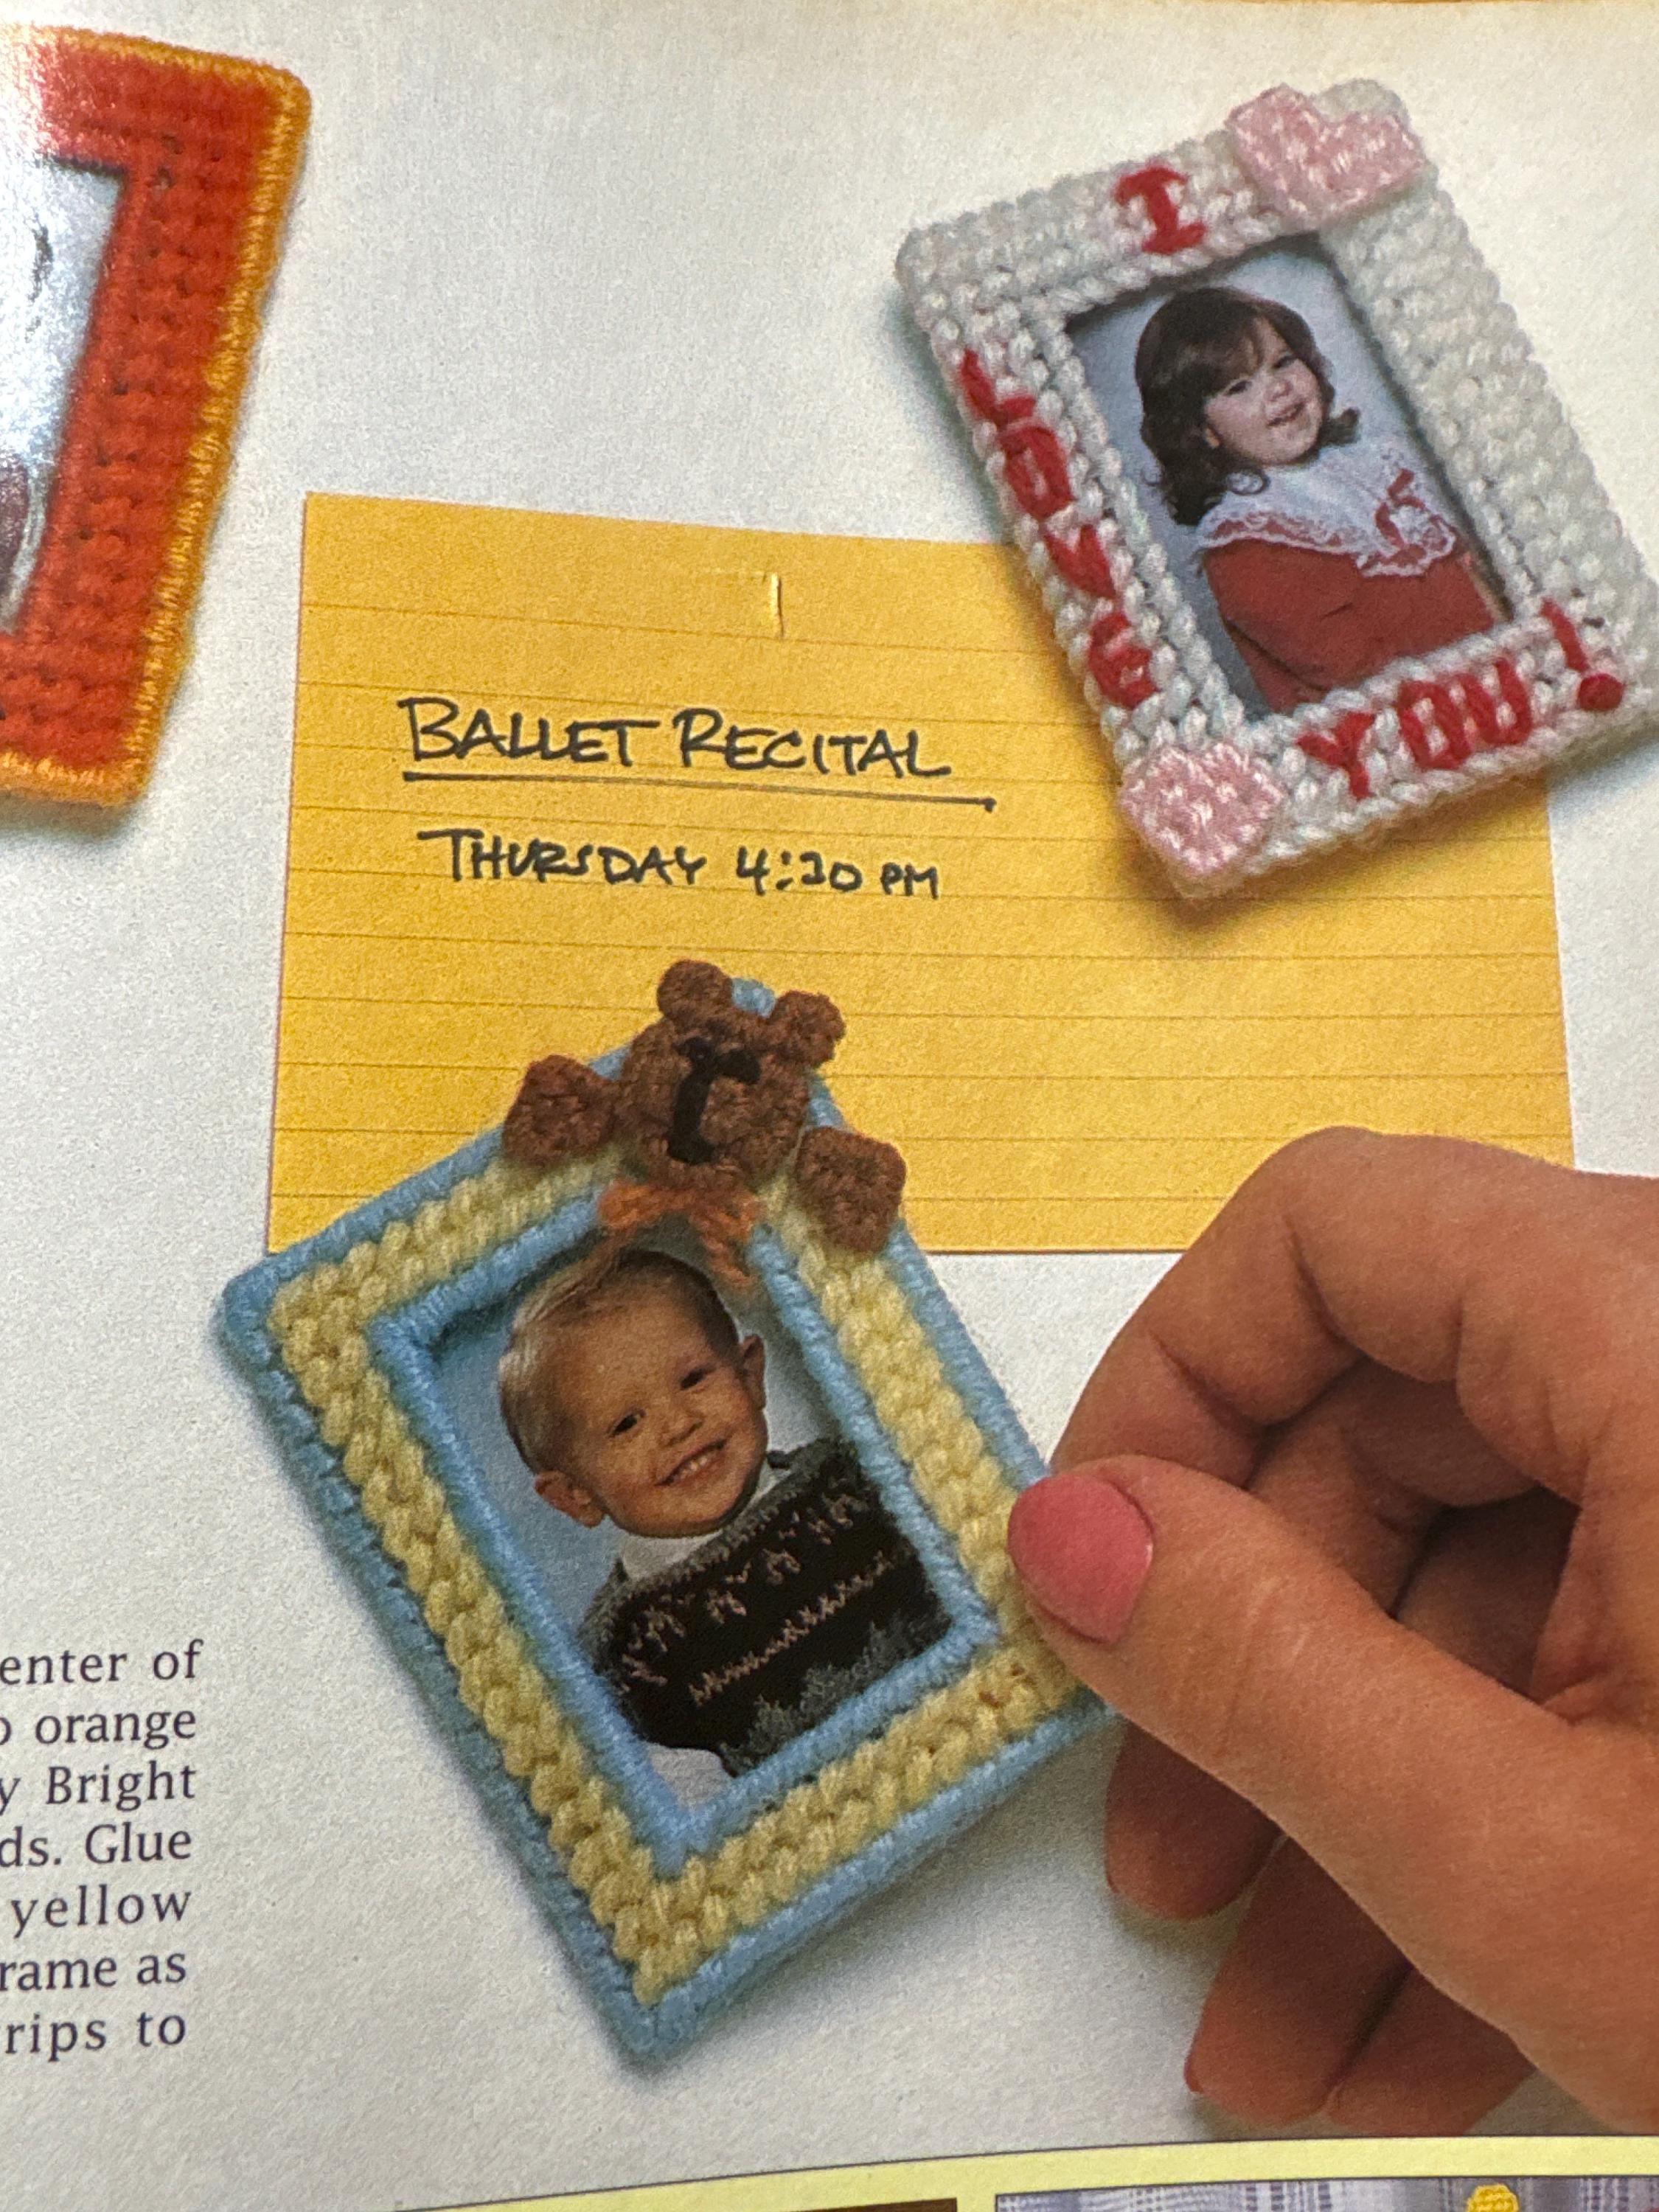 I
LOVE
YOU!
BALLET RECITAL
THURSDAY 4:30 PM
enter of
orange
Bright
ds. Glue
yellow
rame as
rips to